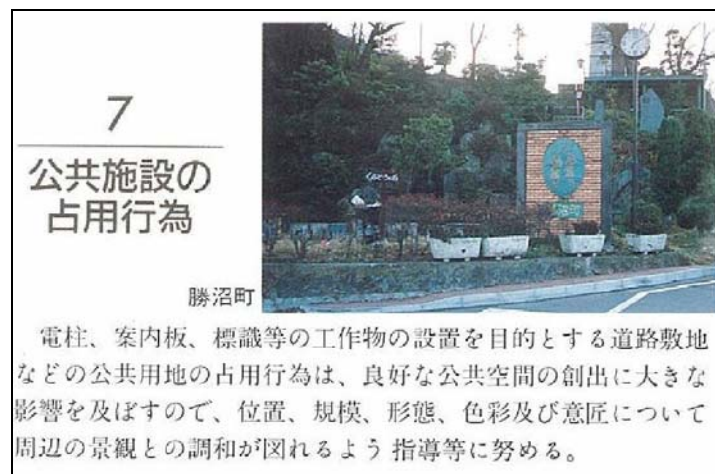 7
公共施設の
占用行為
勝沼町
電柱、案内板、標識等の工作物の設置を目的とする道路敷地
などの公共用地の占用行為は、良好な公共空間の創出に大きな
影響を及ぼすので、位置、規模、形態、色彩及び意匠について
周辺の景観との調和が図れるよう指導等に努める。